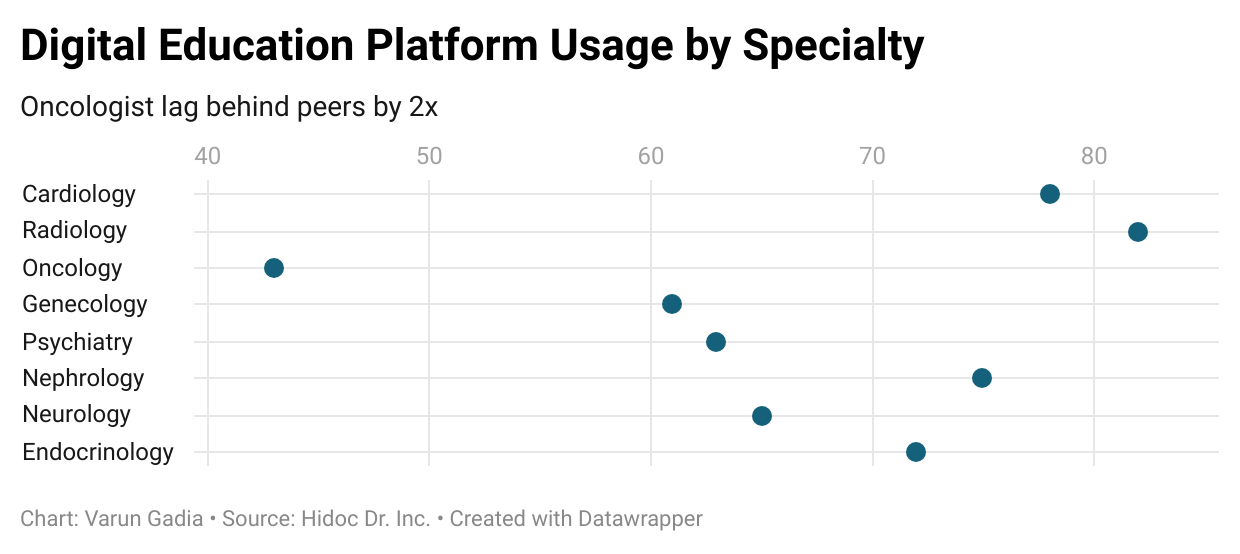 Digital Education Platform Usage by Specialty
Oncologist lag behind peers by 2x
40 50 60 70 80
Cardiology
Radiology
Oncology
Genecology
Psychiatry
Nephrology
Neurology
Endocrinology
Chart: Varun Gadia • Source: Hidoc Dr. Inc. • Created with Datawrapper